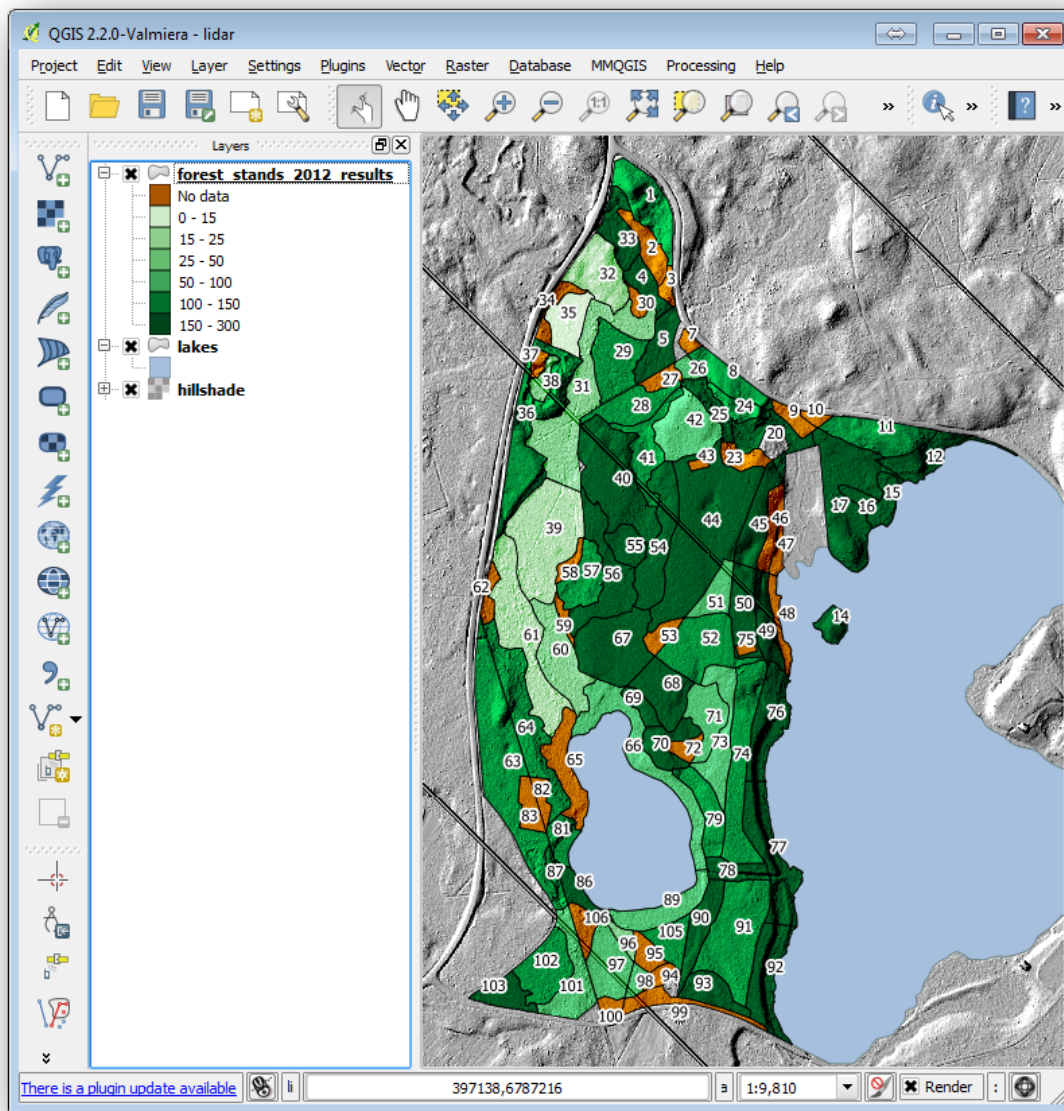 QGIS 2.2.0-Valmiera - lidar
Project Edit View Layer Settings Plugins Vector Raster Database MMQGIS Processing Help
1:1
Layers
forest_stands_2012_results
No data
0 - 15
15 - 25
25 - 50
50 - 100
100 - 150
150 - 300
lakes
hillshade
1
33 2
32 4 3
34 35 30
7
5
37 29 26 8
38 31 27
36 28 42 25 24 9 10
20 11
41 43 23 12
40
15
17 16
39 44 45 46
55 54 47
58 57 56
62 51 50 48 14
59
61 60 67 53 52 75 49
68
69 71 76
64 66 70 72 73 74
63 65
82
83 79
81
77
87 86 78
89
106 90
96 105 91
102 97 95
103 101 98 94 93 92
100 99
There is a plugin update available li 397138,6787216 a 1:9,810 Render :